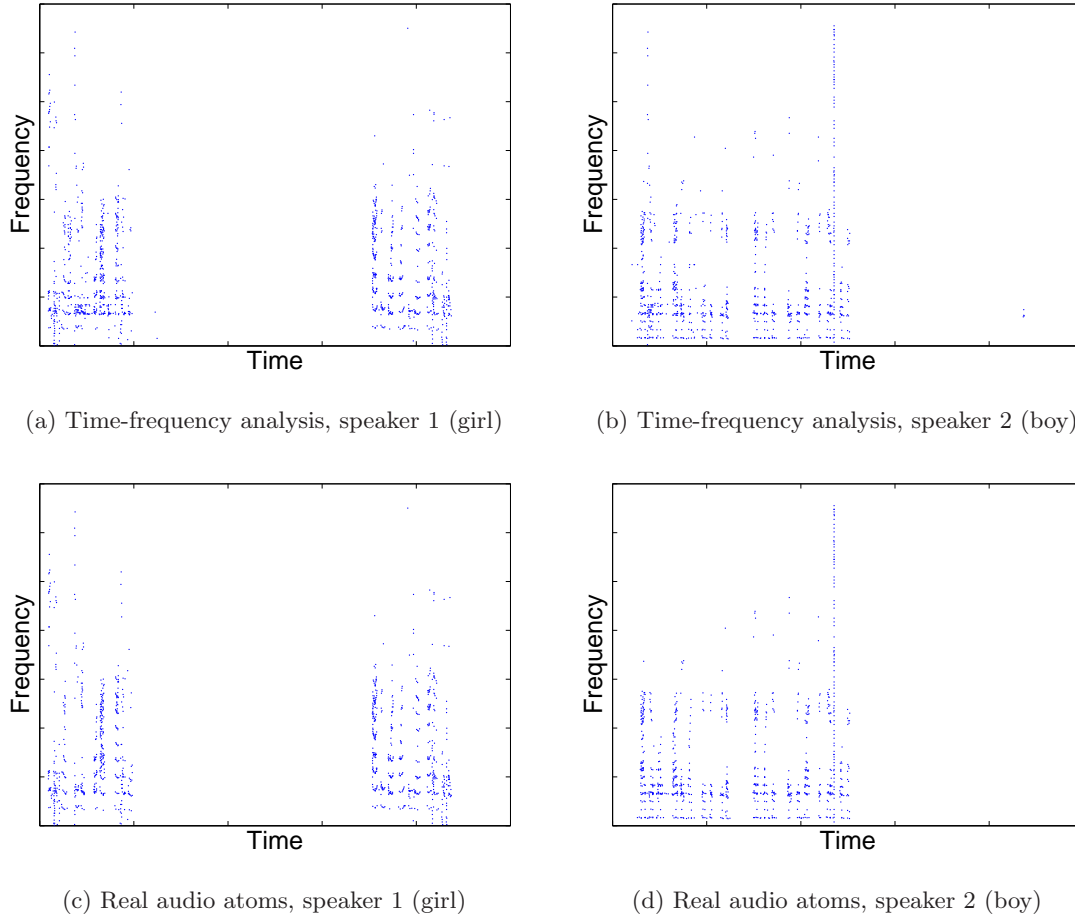 Frequency
Time
(a) Time-frequency analysis, speaker 1 (girl)
Frequency
Time
(b) Time-frequency analysis, speaker 2 (boy)
Frequency
Time
(c) Real audio atoms, speaker 1 (girl)
Frequency
Time
(d) Real audio atoms, speaker 2 (boy)